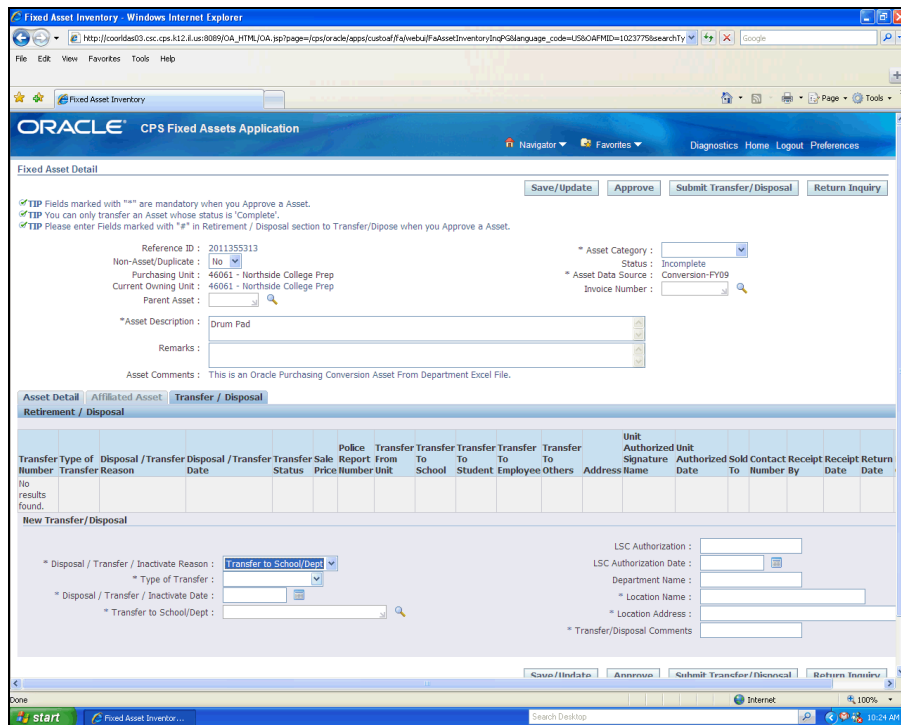 Fixed Asset Inventory - Windows Internet Explorer
http://coorldas03.csc.cps.k12.il.us:8089/OA_HTML/OA.jsp?page=/cps/oracle/apps/custoaf/fa/webui/FaAssetInventoryInqPG&language_code=US&OAFMID=1023775&searchTy
Google
File Edit View Favorites Tools Help
Fixed Asset Inventory
Page Tools
ORACLE CPS Fixed Assets Application
Navigator Favorites Diagnostics Home Logout Preferences
Fixed Asset Detail
Save/Update Approve Submit Transfer/Disposal Return Inquiry
TIP Fields marked with "*" are mandatory when you Approve a Asset.
TIP You can only transfer an Asset whose status is 'Complete'.
TIP Please enter Fields marked with "#" in Retirement / Disposal section to Transfer/Dipose when you Approve a Asset.
Reference ID : 2011355313
* Asset Category :
Non-Asset/Duplicate : No
Status : Incomplete
Purchasing Unit : 46061 - Northside College Prep
* Asset Data Source : Conversion-FY09
Current Owning Unit : 46061 - Northside College Prep
Invoice Number :
Parent Asset :
*Asset Description : Drum Pad
Remarks :
Asset Comments : This is an Oracle Purchasing Conversion Asset From Department Excel File.
Asset Detail Affiliated Asset Transfer / Disposal
Retirement / Disposal
Unit
Police Transfer Transfer Transfer Transfer Transfer Authorized Unit
Transfer Type of Disposal /Transfer Disposal /Transfer Transfer Sale Report From To To To To Signature Authorized Sold Contact Receipt Receipt Return
Number Transfer Reason Date Status Price Number Unit School Student Employee Others Address Name Date To Number By Date Date
No
results
found.
New Transfer/Disposal
LSC Authorization :
* Disposal / Transfer / Inactivate Reason : Transfer to School/Dept
LSC Authorization Date :
* Type of Transfer :
Department Name :
* Disposal / Transfer / Inactivate Date :
* Location Name :
* Transfer to School/Dept :
* Location Address :
* Transfer/Disposal Comments
Save/Update Approve Submit Transfer/Disposal Return Inquiry
Done Internet 100%
start Fixed Asset Inventor... Search Desktop 10:24 AM